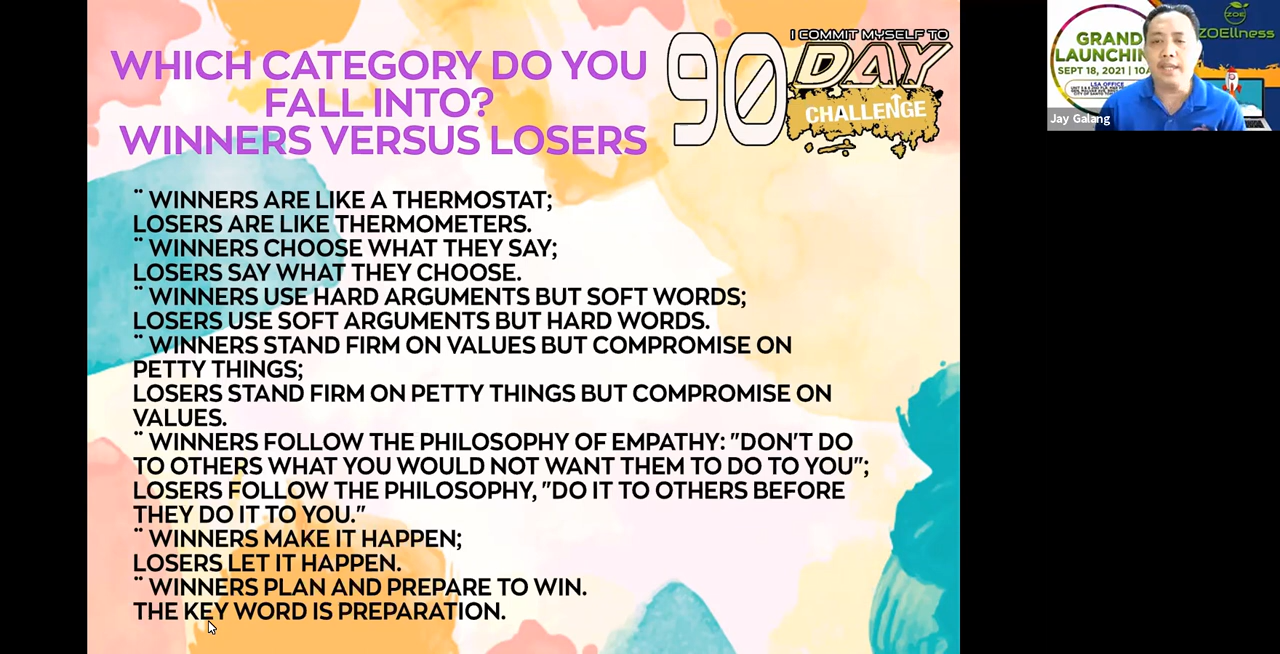 WHICH CATEGORY DO YOU
FALL INTO?
WINNERS VERSUS LOSERS
I COMMIT MYSELF TO
90 DAY
CHALLENGE
¨ WINNERS ARE LIKE A THERMOSTAT;
LOSERS ARE LIKE THERMOMETERS.
¨ WINNERS CHOOSE WHAT THEY SAY;
LOSERS SAY WHAT THEY CHOOSE.
¨ WINNERS USE HARD ARGUMENTS BUT SOFT WORDS;
LOSERS USE SOFT ARGUMENTS BUT HARD WORDS.
¨ WINNERS STAND FIRM ON VALUES BUT COMPROMISE ON
PETTY THINGS;
LOSERS STAND FIRM ON PETTY THINGS BUT COMPROMISE ON
VALUES.
¨ WINNERS FOLLOW THE PHILOSOPHY OF EMPATHY: "DON'T DO
TO OTHERS WHAT YOU WOULD NOT WANT THEM TO DO TO YOU";
LOSERS FOLLOW THE PHILOSOPHY, "DO IT TO OTHERS BEFORE
THEY DO IT TO YOU."
¨ WINNERS MAKE IT HAPPEN;
LOSERS LET IT HAPPEN.
¨ WINNERS PLAN AND PREPARE TO WIN.
THE KEY WORD IS PREPARATION.
GRAND
LAUNCHIN
SEPT 18, 2021 | 10A
LSA OFFICE
ZOE
ZOEllness
Jay Galang